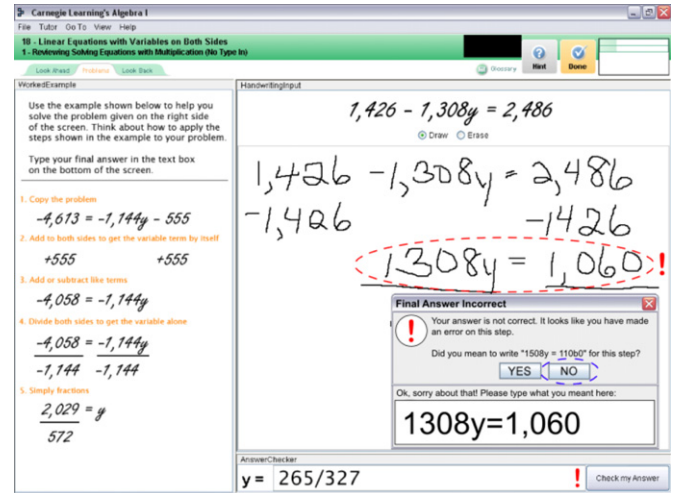 Carnegie Learning's Algebra I
File Tutor Go To View Help
18 - Linear Equations with Variables on Both Sides
1 - Reviewing Solving Equations with Multiplication (No Type In)
Look Ahead Problems Look Back
Glossary Hint Done
WorkedExample
Use the example shown below to help you
solve the problem given on the right side
of the screen. Think about how to apply the
steps shown in the example to your problem.
Type your final answer in the text box
on the bottom of the screen.
1. Copy the problem
-4,613 = -1,144y - 555
2. Add to both sides to get the variable term by itself
+555 +555
3. Add or subtract like terms
-4,058 = -1,144y
4. Divide both sides to get the variable alone
-4,058 = -1,144y
-1,144 -1,144
5. Simply fractions
2,029 = y
572
HandwritingInput
1,426 - 1,308y = 2,486
Draw Erase
1,426 -1,308y = 2,486
-1,426 -1426
1308y = 1,060 !
Final Answer Incorrect
Your answer is not correct. It looks like you have made
an error on this step.
Did you mean to write "1508y = 110b0" for this step?
YES NO
Ok, sorry about that! Please type what you meant here:
1308y=1,060
AnswerChecker
y = 265/327 ! Check my Answer